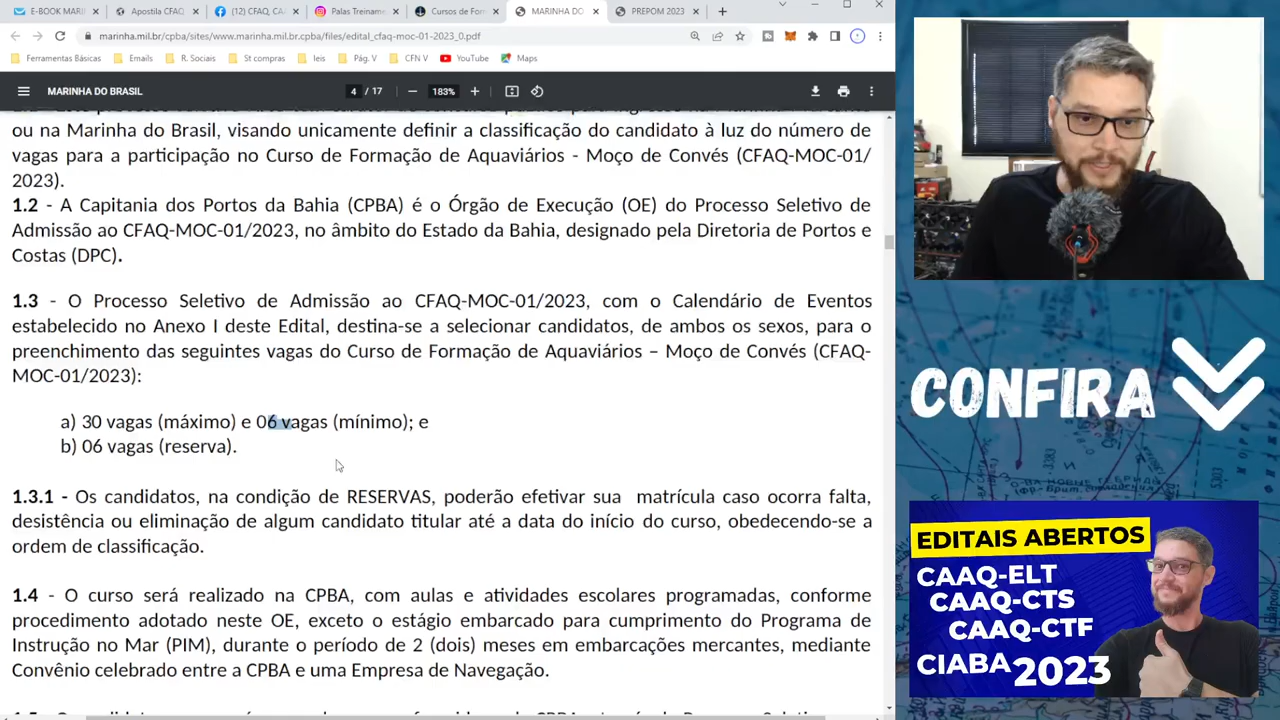 E-BOOK MARI
Apostila CFAQ
(12) CFAQ, CA
Palas Treiname
Cursos de Form
MARINHA DO
PREPOM 2023
marinha.mil.br/cpba/sites/www.marinha.mil.br.cpba/files/edital_cfaq-moc-01-2023_0.pdf
Ferramentas Básicas
Emails
R. Sociais
St compras
leis
Pág. V
CFN V
YouTube
Maps
MARINHA DO BRASIL
4 / 17
183%
ou na Marinha do Brasil, visando unicamente definir a classificação do candidato à luz do número de
vagas para a participação no Curso de Formação de Aquaviários - Moço de Convés (CFAQ-MOC-01/
2023).
1.2 - A Capitania dos Portos da Bahia (CPBA) é o Órgão de Execução (OE) do Processo Seletivo de
Admissão ao CFAQ-MOC-01/2023, no âmbito do Estado da Bahia, designado pela Diretoria de Portos e
Costas (DPC).
1.3 - O Processo Seletivo de Admissão ao CFAQ-MOC-01/2023, com o Calendário de Eventos
estabelecido no Anexo I deste Edital, destina-se a selecionar candidatos, de ambos os sexos, para o
preenchimento das seguintes vagas do Curso de Formação de Aquaviários – Moço de Convés (CFAQ-
MOC-01/2023):
a) 30 vagas (máximo) e 06 vagas (mínimo); e
b) 06 vagas (reserva).
1.3.1 - Os candidatos, na condição de RESERVAS, poderão efetivar sua matrícula caso ocorra falta,
desistência ou eliminação de algum candidato titular até a data do início do curso, obedecendo-se a
ordem de classificação.
1.4 - O curso será realizado na CPBA, com aulas e atividades escolares programadas, conforme
procedimento adotado neste OE, exceto o estágio embarcado para cumprimento do Programa de
Instrução no Mar (PIM), durante o período de 2 (dois) meses em embarcações mercantes, mediante
Convênio celebrado entre a CPBA e uma Empresa de Navegação.
CONFIRA
EDITAIS ABERTOS
CAAQ-ELT
CAAQ-CTS
CAAQ-CTF
CIABA 2023